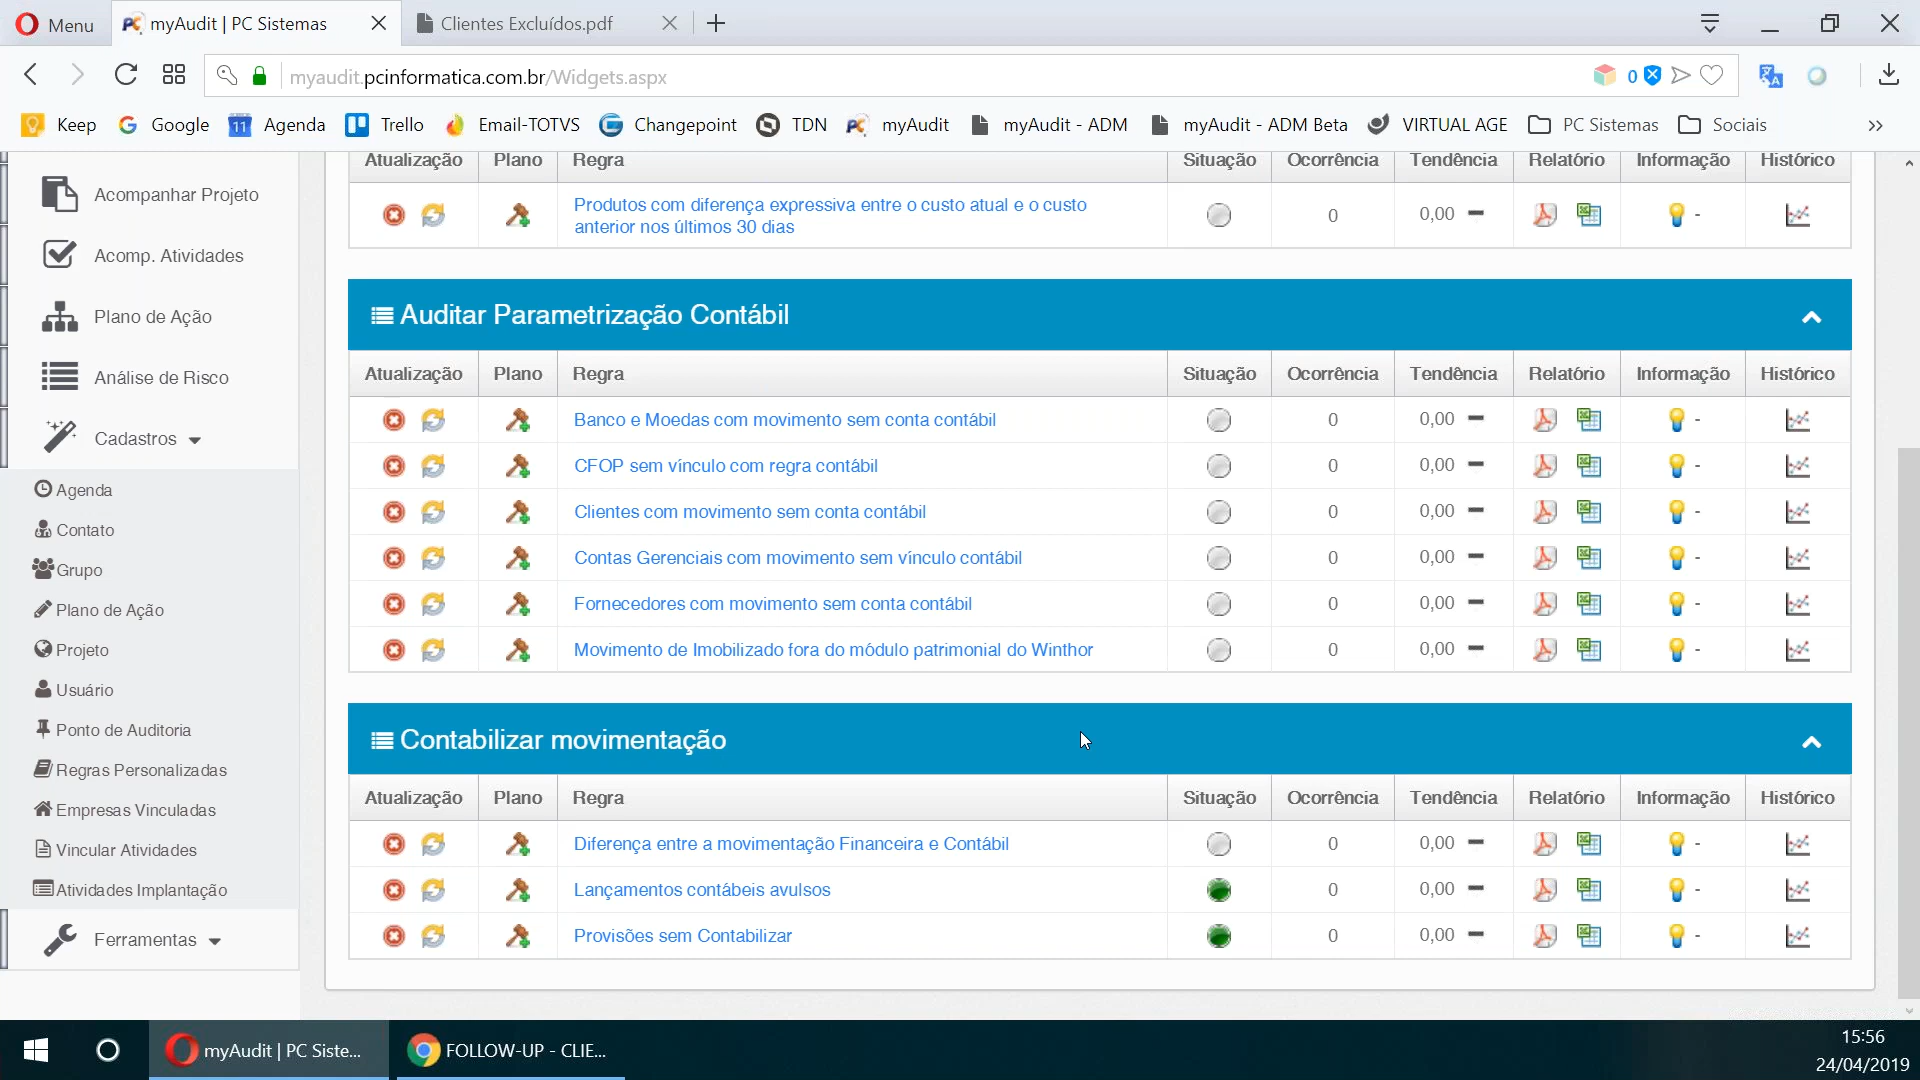 Menu
myAudit | PC Sistemas
Clientes Excluídos.pdf
myaudit.pcinformatica.com.br/Widgets.aspx
0
Keep
Google
11
Agenda
Trello
Email-TOTVS
Changepoint
TDN
myAudit
myAudit - ADM
myAudit - ADM Beta
VIRTUAL AGE
PC Sistemas
Sociais
Acompanhar Projeto
Acomp. Atividades
Plano de Ação
Análise de Risco
Cadastros
Agenda
Contato
Grupo
Plano de Ação
Projeto
Usuário
Ponto de Auditoria
Regras Personalizadas
Empresas Vinculadas
Vincular Atividades
Atividades Implantação
Ferramentas
Atualização Plano Regra Situação Ocorrência Tendência Relatório Informação Histórico
Produtos com diferença expressiva entre o custo atual e o custo
anterior nos últimos 30 dias 0 0,00 -
Auditar Parametrização Contábil
Atualização Plano Regra Situação Ocorrência Tendência Relatório Informação Histórico
Banco e Moedas com movimento sem conta contábil 0 0,00 -
CFOP sem vínculo com regra contábil 0 0,00 -
Clientes com movimento sem conta contábil 0 0,00 -
Contas Gerenciais com movimento sem vínculo contábil 0 0,00 -
Fornecedores com movimento sem conta contábil 0 0,00 -
Movimento de Imobilizado fora do módulo patrimonial do Winthor 0 0,00 -
Contabilizar movimentação
Atualização Plano Regra Situação Ocorrência Tendência Relatório Informação Histórico
Diferença entre a movimentação Financeira e Contábil 0 0,00 -
Lançamentos contábeis avulsos 0 0,00 -
Provisões sem Contabilizar 0 0,00 -
myAudit | PC Siste...
FOLLOW-UP - CLIE...
15:56
24/04/2019